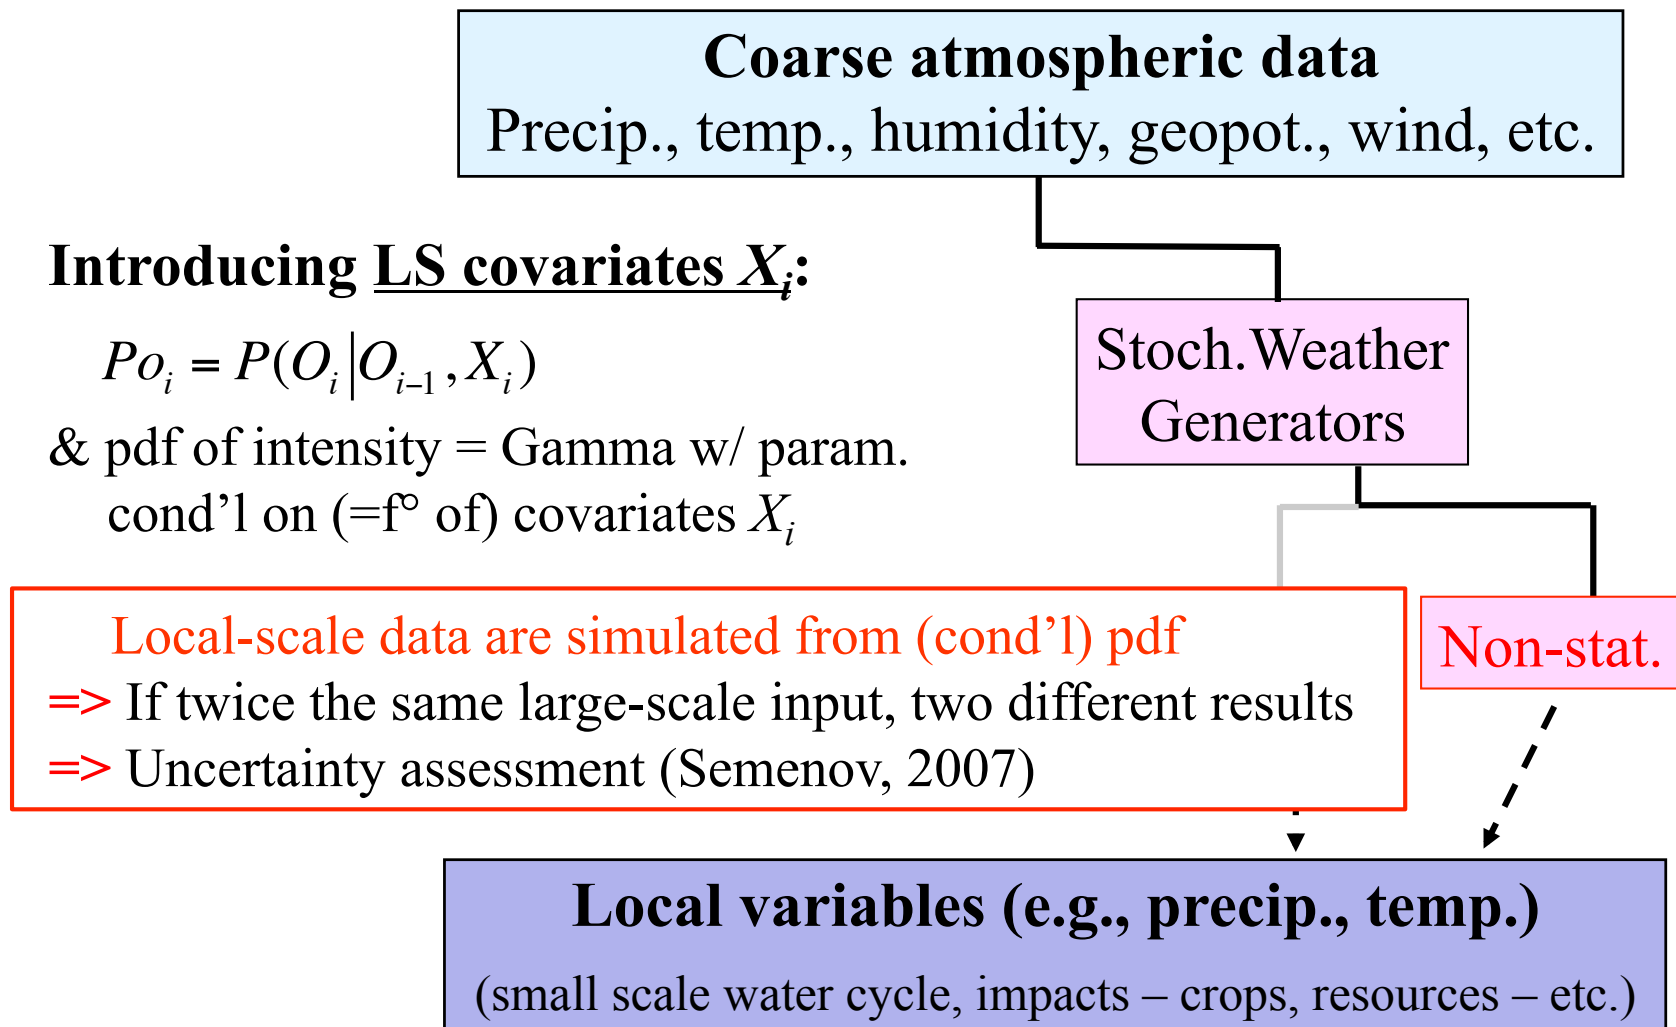 Coarse atmospheric data
Precip., temp., humidity, geopot., wind, etc.
Introducing LS covariates Xᵢ:
Poᵢ = P(Oᵢ|Oᵢ₋₁, Xᵢ)
& pdf of intensity = Gamma w/ param.
cond’l on (=f° of) covariates Xᵢ
Stoch.Weather
Generators
Local-scale data are simulated from (cond’l) pdf
=> If twice the same large-scale input, two different results
=> Uncertainty assessment (Semenov, 2007)
Non-stat.
Local variables (e.g., precip., temp.)
(small scale water cycle, impacts – crops, resources – etc.)